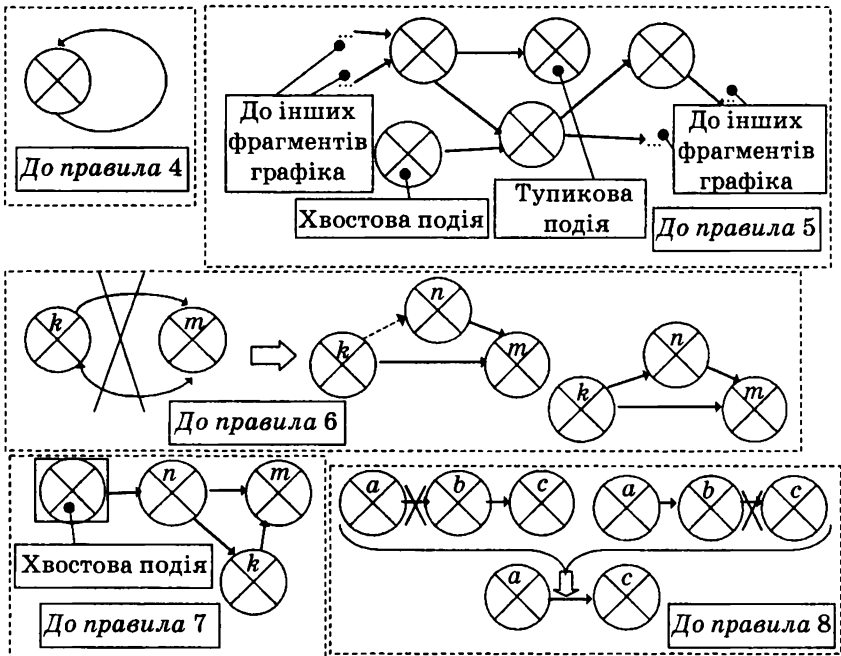 До правила 4
До інших
фрагментів
графіка
Хвостова подія
Тупикова
подія
До інших
фрагментів
графіка
До правила 5
k
m
n
k
m
n
k
m
До правила 6
n
m
k
Хвостова подія
До правила 7
a
b
c
a
b
c
a
c
До правила 8